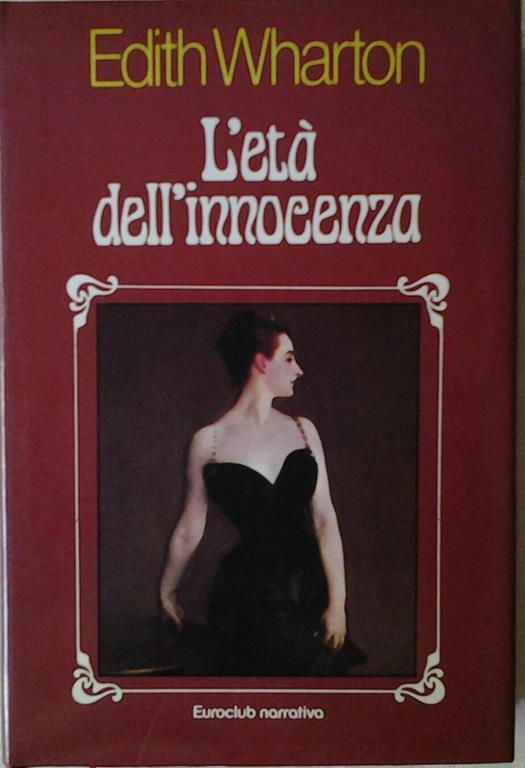 Edith Wharton
L'età
dell'innocenza
Euroclub narrativa